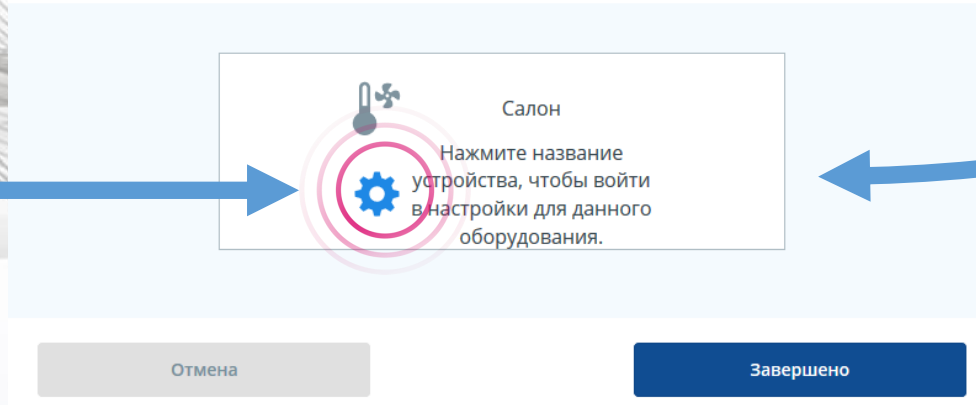 Салон
Нажмите название
устройства, чтобы войти
в настройки для данного
оборудования.
Отмена
Завершено